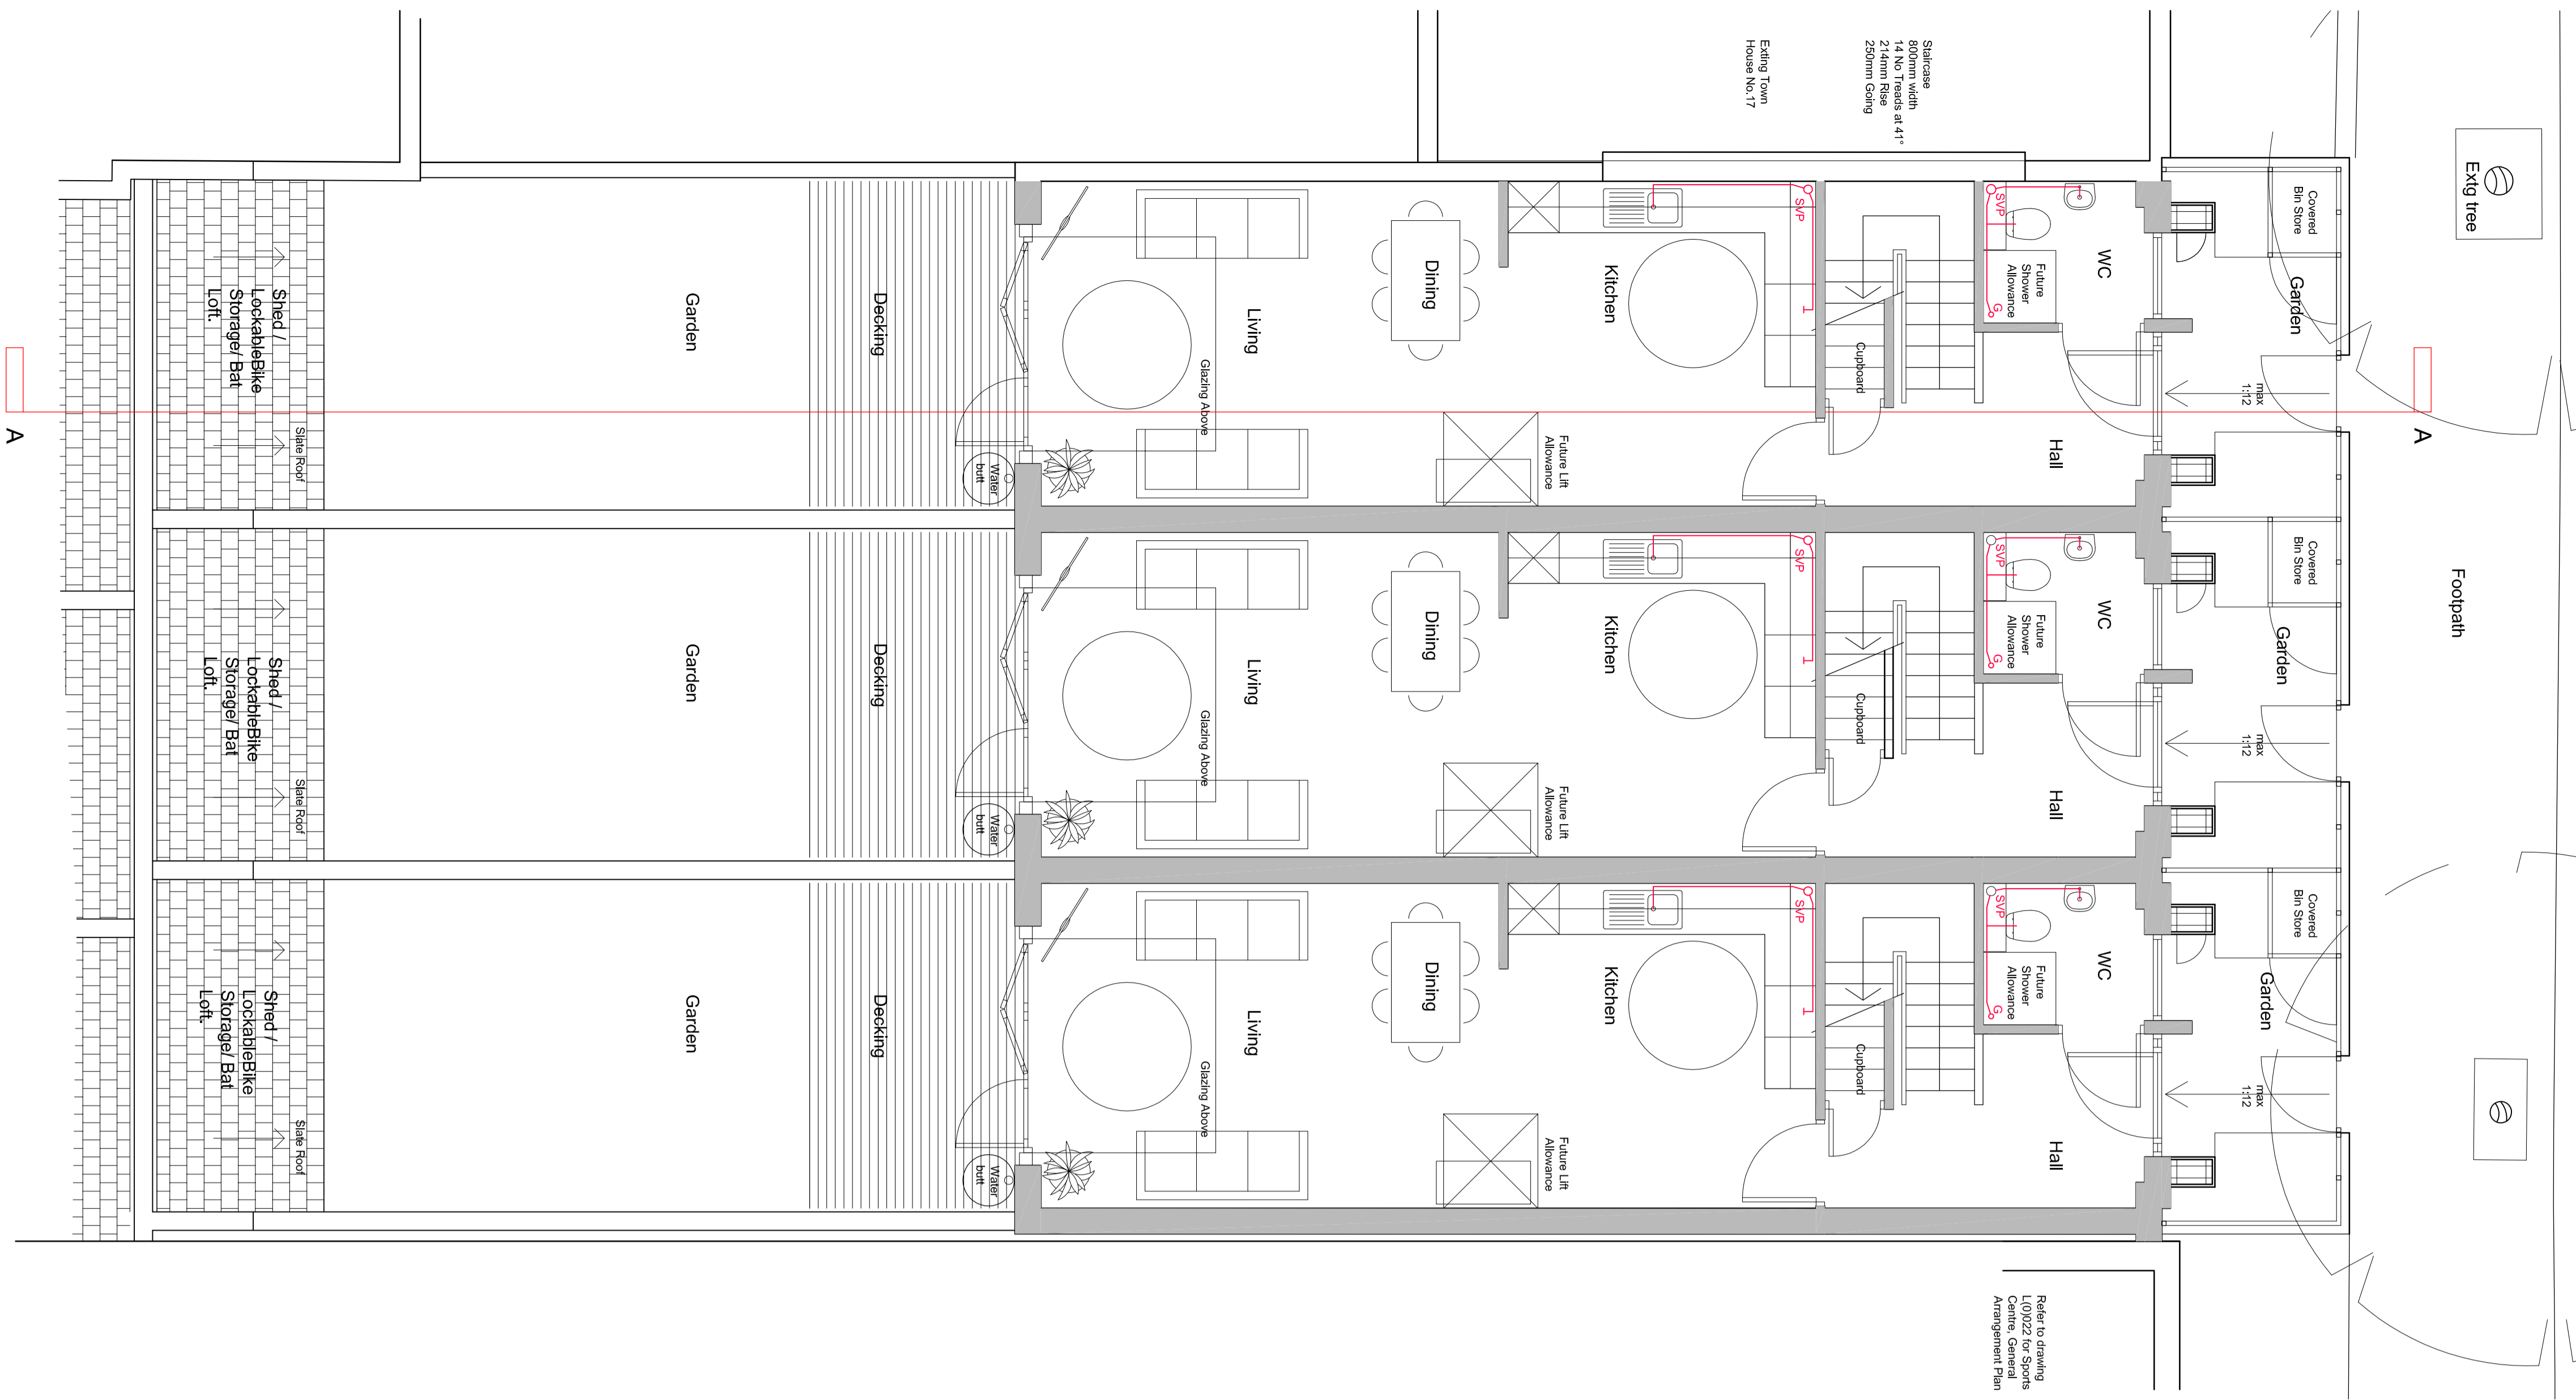 Staircase
800mm width
14 No Treads at 41°
214mm Rise
250mm Going
Exting Town
House No.17
Extg tree
Footpath
A
A
Covered
Bin Store
Garden
max
1:12
WC
SVP
Future
Shower
Allowance
G
Hall
Cupboard
SVP
Kitchen
Future Lift
Allowance
Dining
Living
Glazing Above
Water
butt
Decking
Garden
Slate Roof
Shed /
LockableBike
Storage/ Bat
Loft.
Covered
Bin Store
Garden
max
1:12
WC
SVP
Future
Shower
Allowance
G
Hall
Cupboard
SVP
Kitchen
Future Lift
Allowance
Dining
Living
Glazing Above
Water
butt
Decking
Garden
Slate Roof
Shed /
LockableBike
Storage/ Bat
Loft.
Covered
Bin Store
Garden
max
1:12
WC
SVP
Future
Shower
Allowance
G
Hall
Cupboard
SVP
Kitchen
Future Lift
Allowance
Dining
Living
Glazing Above
Water
butt
Decking
Garden
Slate Roof
Shed /
LockableBike
Storage/ Bat
Loft.
Refer to drawing
L(0)022 for Sports
Centre, General
Arrangement Plan